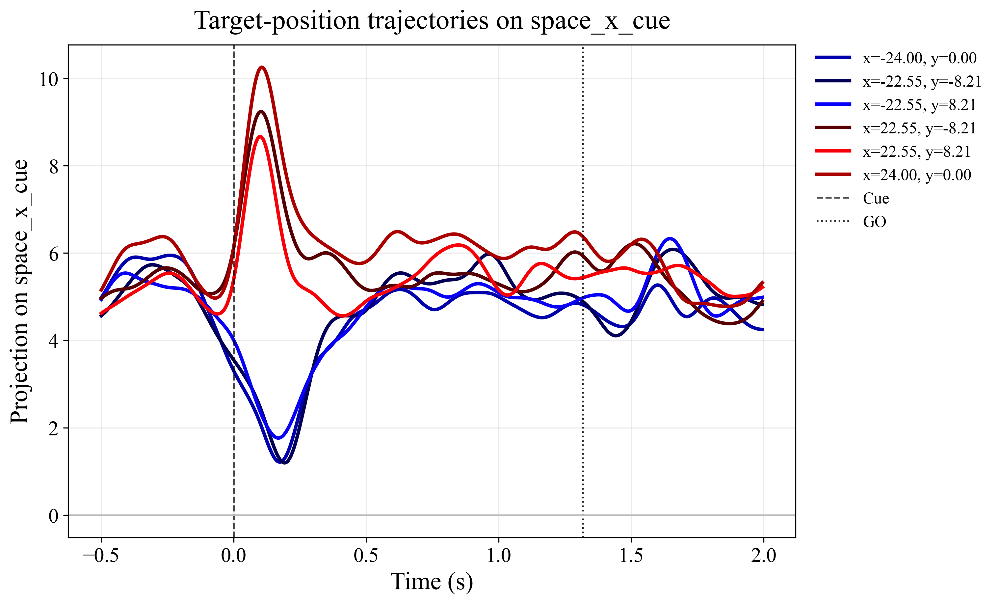 Target-position trajectories on space_x_cue
Projection on space_x_cue
10
8
6
4
2
0
−0.5
0.0
0.5
1.0
1.5
2.0
Time (s)
x=-24.00, y=0.00
x=-22.55, y=-8.21
x=-22.55, y=8.21
x=22.55, y=-8.21
x=22.55, y=8.21
x=24.00, y=0.00
Cue
GO